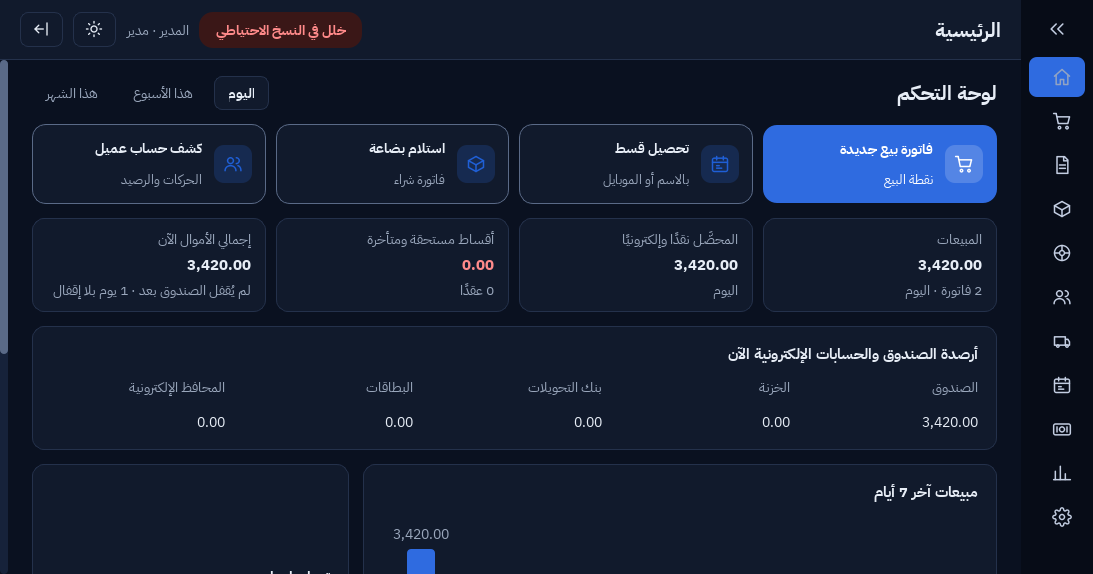 الرئيسية
خلل في النسخ الاحتياطي
المدير · مدير
لوحة التحكم
اليوم
هذا الأسبوع
هذا الشهر
فاتورة بيع جديدة
نقطة البيع
تحصيل قسط
بالاسم أو الموبايل
استلام بضاعة
فاتورة شراء
كشف حساب عميل
الحركات والرصيد
المبيعات
3,420.00
2 فاتورة · اليوم
المحصَّل نقدًا وإلكترونيًا
3,420.00
اليوم
أقساط مستحقة ومتأخرة
0.00
0 عقدًا
إجمالي الأموال الآن
3,420.00
لم يُقفل الصندوق بعد · 1 يوم بلا إقفال
أرصدة الصندوق والحسابات الإلكترونية الآن
الصندوق
الخزنة
بنك التحويلات
البطاقات
المحافظ الإلكترونية
3,420.00
0.00
0.00
0.00
0.00
مبيعات آخر 7 أيام
3,420.00